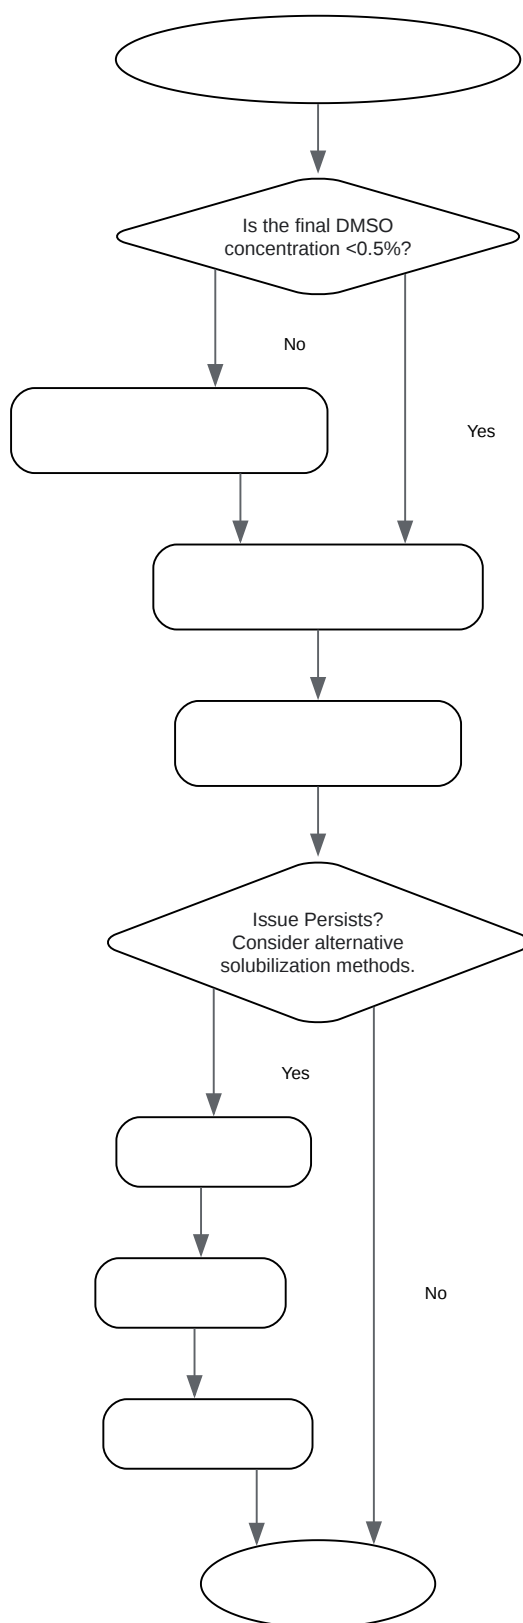 Is the final DMSO
concentration <0.5%?
No
Yes
Issue Persists?
Consider alternative
solubilization methods.
Yes
No